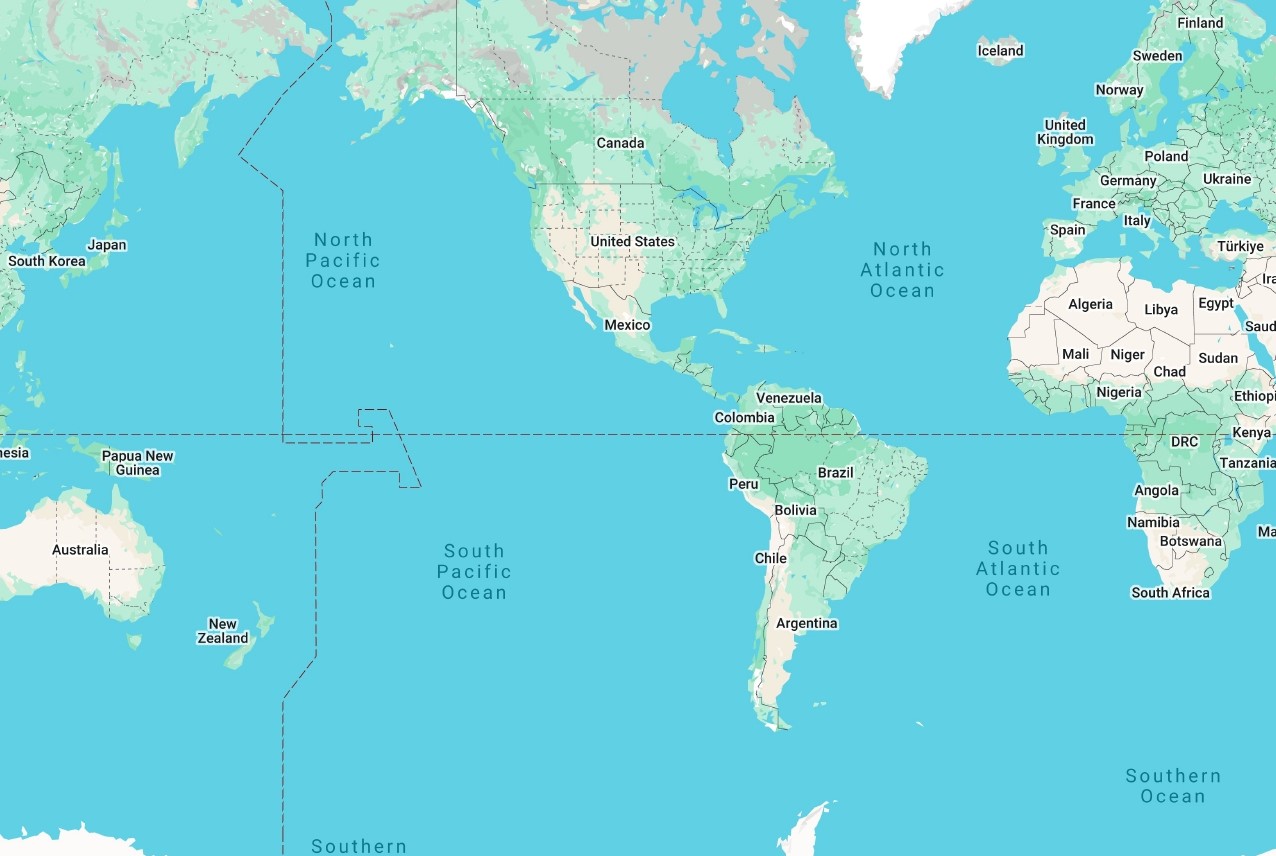 Finland
Iceland
Sweden
Norway
United
Kingdom
Canada
Poland
Germany
Ukraine
France
Italy
Spain
Japan
South Korea
North
Pacific
Ocean
United States
North
Atlantic
Ocean
Türkiye
Ira
Algeria
Libya
Egypt
Mexico
Saud
Mali
Niger
Sudan
Chad
Nigeria
Ethiopi
Venezuela
Colombia
Kenya
DRC
nesia
Papua New
Guinea
Tanzania
Brazil
Peru
Angola
Bolivia
Namibia
Botswana
Ma
Australia
South
Pacific
Ocean
Chile
South
Atlantic
Ocean
South Africa
New
Zealand
Argentina
Southern
Ocean
Southern